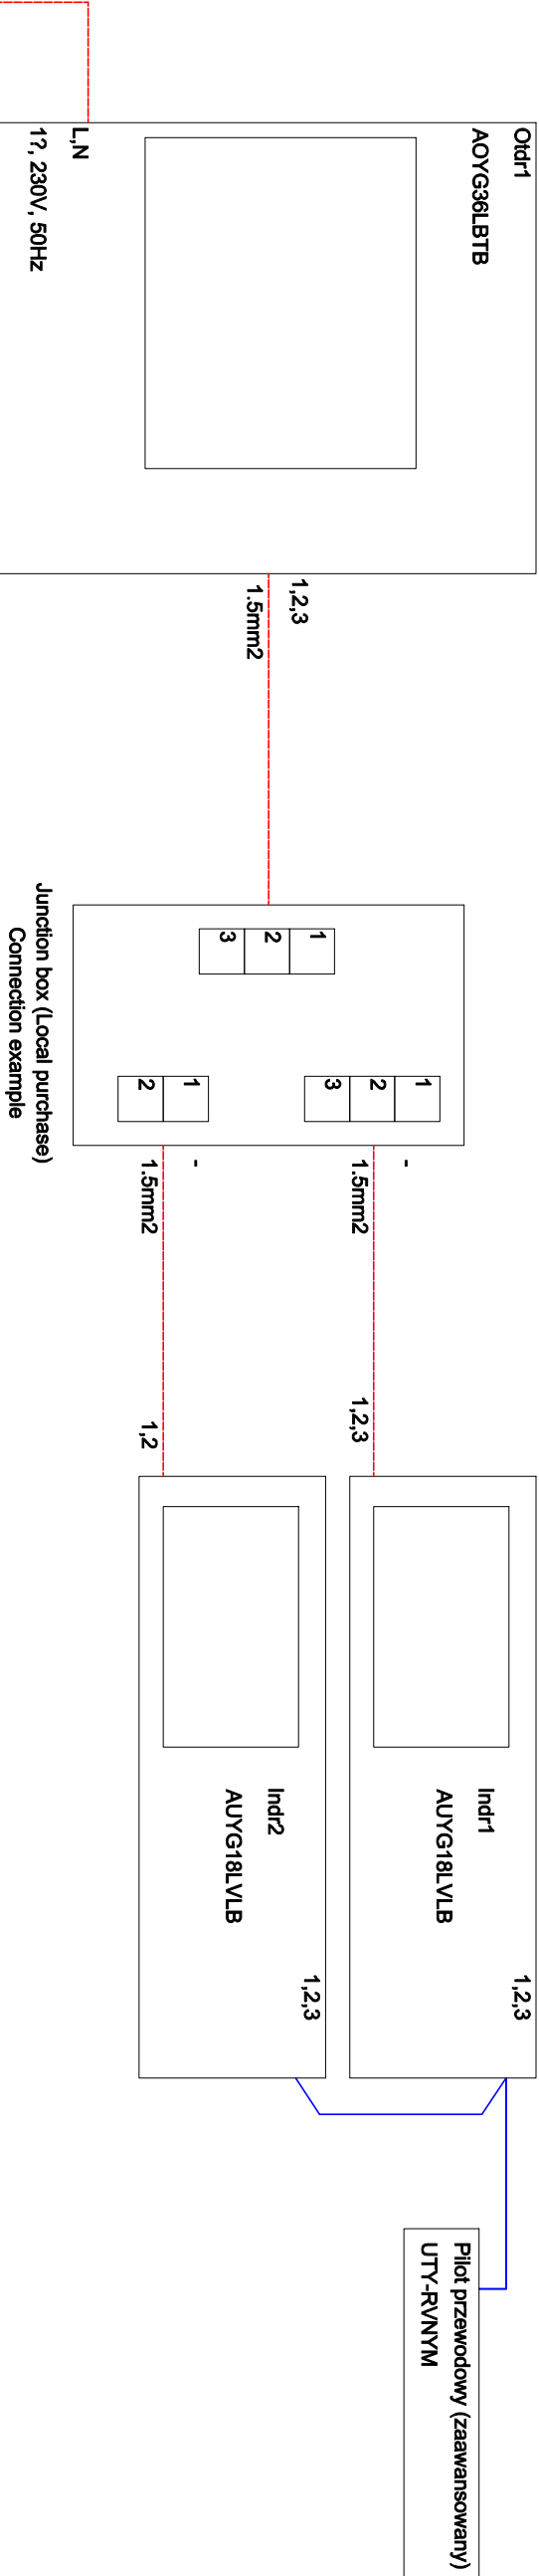 Otdr1
AOYG36LBTB
L,N
1?, 230V, 50Hz
1,2,3
1.5mm2
1
2
3
1
2
3
1
2
Junction box (Local purchase)
Connection example
-
1.5mm2
-
1.5mm2
1,2,3
1,2
Indr1
AUYG18LVLB
1,2,3
Indr2
AUYG18LVLB
1,2,3
Pilot przewodowy (zaawansowany)
UTY-RVNYM